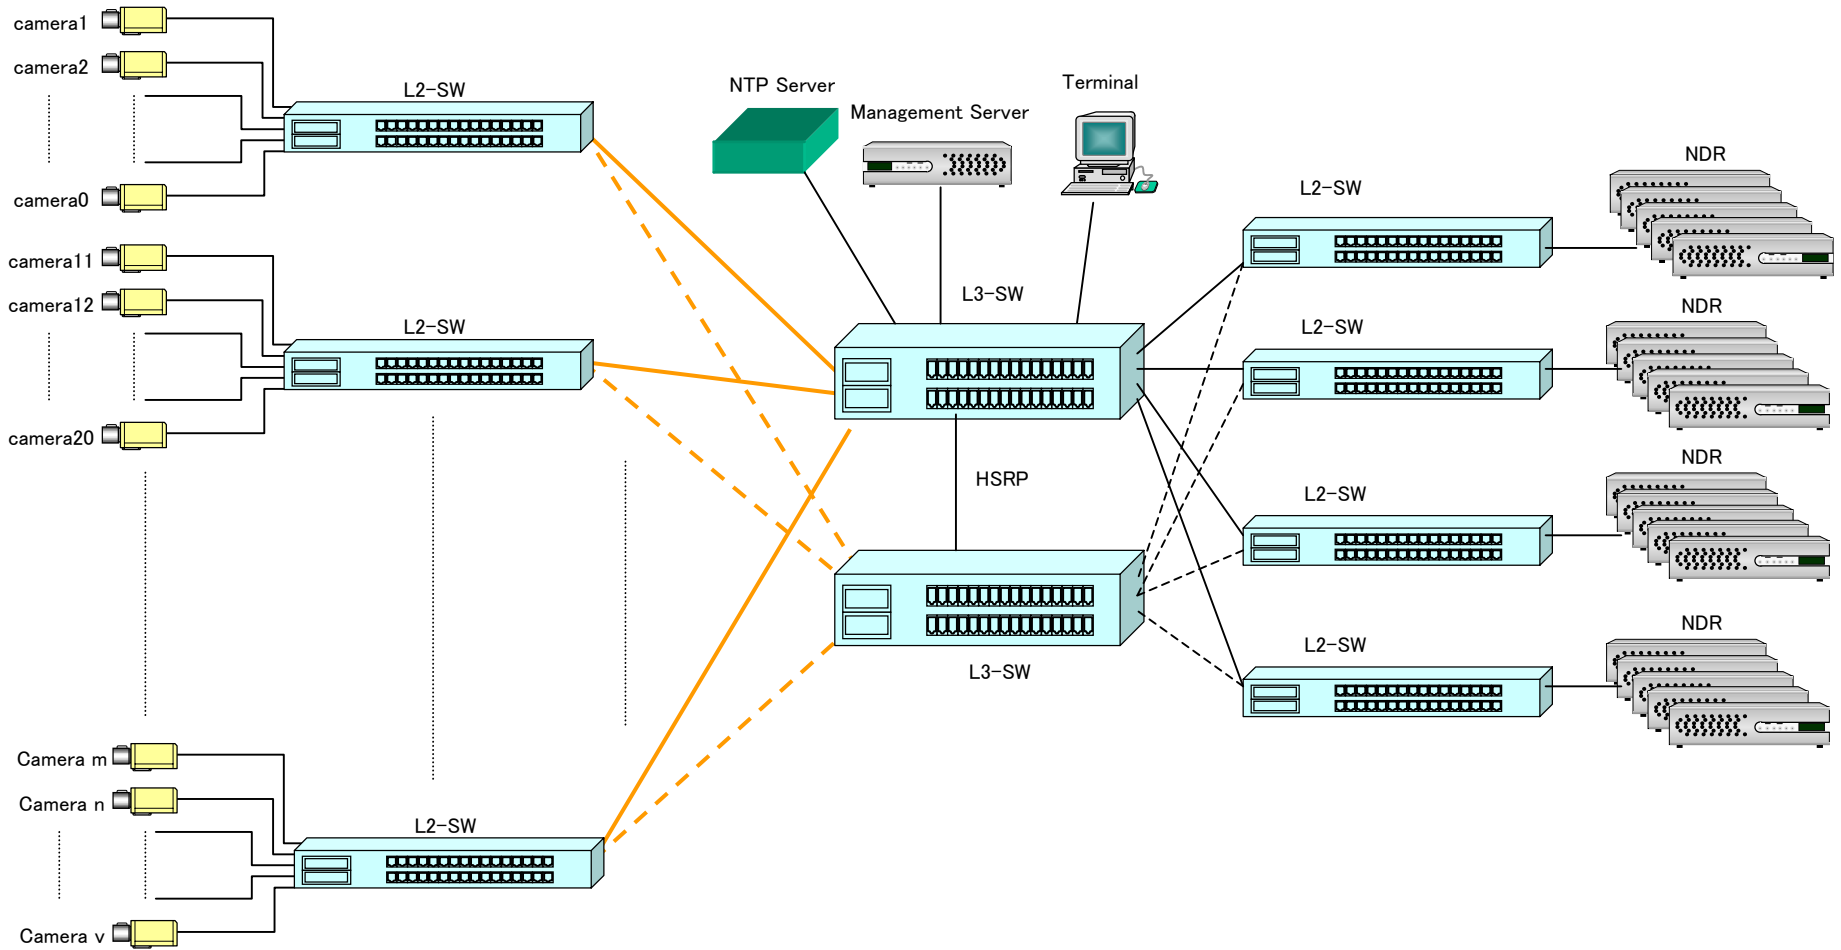 camera1
camera2
camera0
camera11
camera12
camera20
Camera m
Camera n
Camera v
L2-SW
L2-SW
L2-SW
NTP Server
Management Server
Terminal
L3-SW
HSRP
L3-SW
L2-SW
L2-SW
L2-SW
L2-SW
NDR
NDR
NDR
NDR